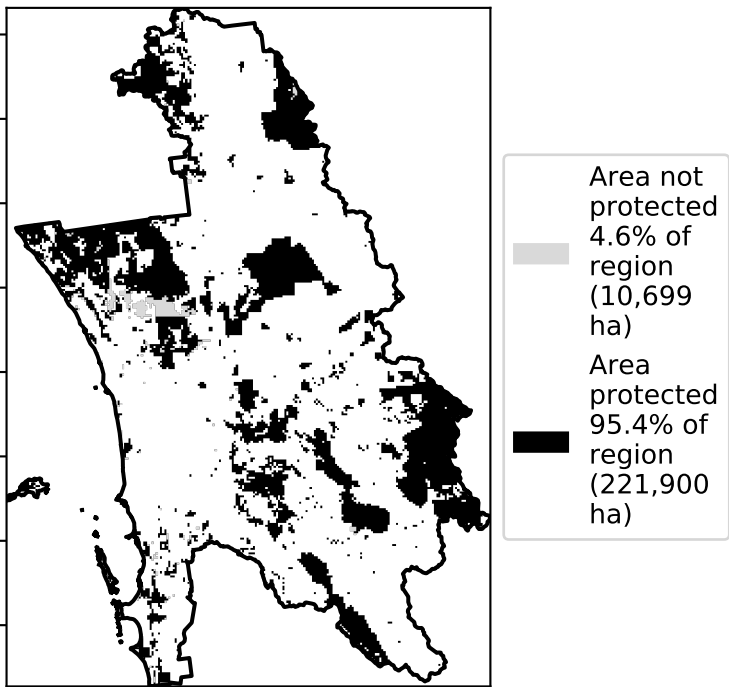 Area not
protected
4.6% of
region
(10,699
ha)
Area
protected
95.4% of
region
(221,900
ha)